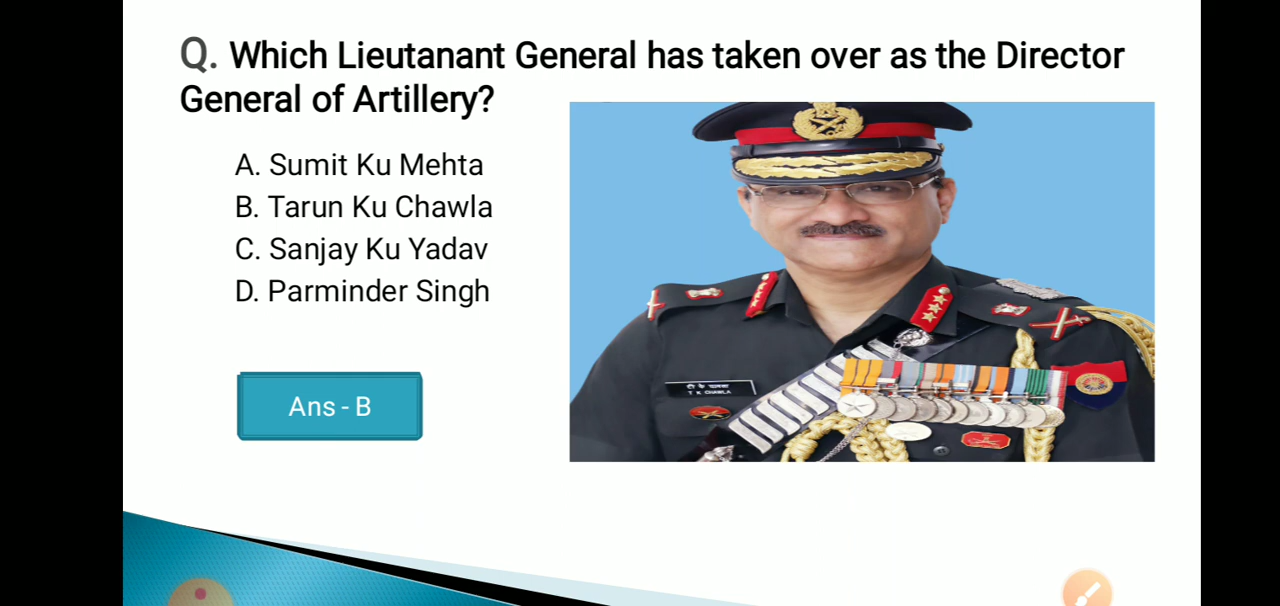 Q. Which Lieutanant General has taken over as the Director
General of Artillery?
A. Sumit Ku Mehta
B. Tarun Ku Chawla
C. Sanjay Ku Yadav
D. Parminder Singh
Ans - B
टी के चावला
T K CHAWLA